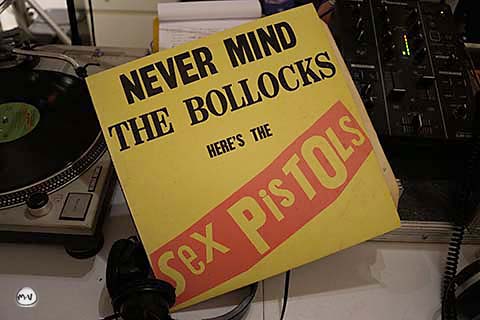 NEVER MIND
THE BOLLOCKS
HERE'S THE
Sex PisTOLs
M-V